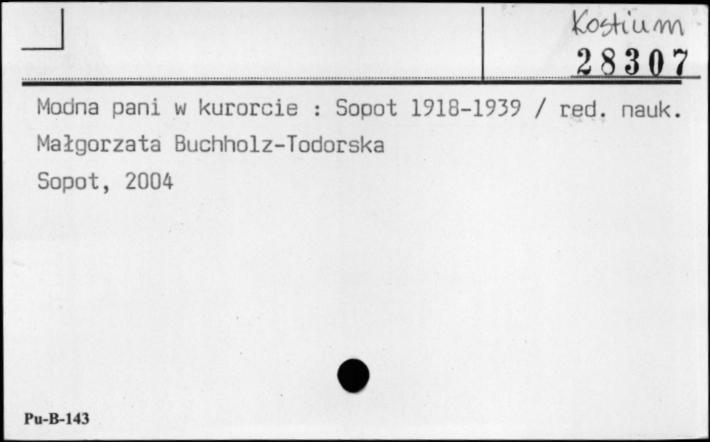 Kostium
28307
Modna pani w kurorcie : Sopot 1918-1939 / red. nauk.
Małgorzata Buchholz-Todorska
Sopot, 2004
Pu-B-143